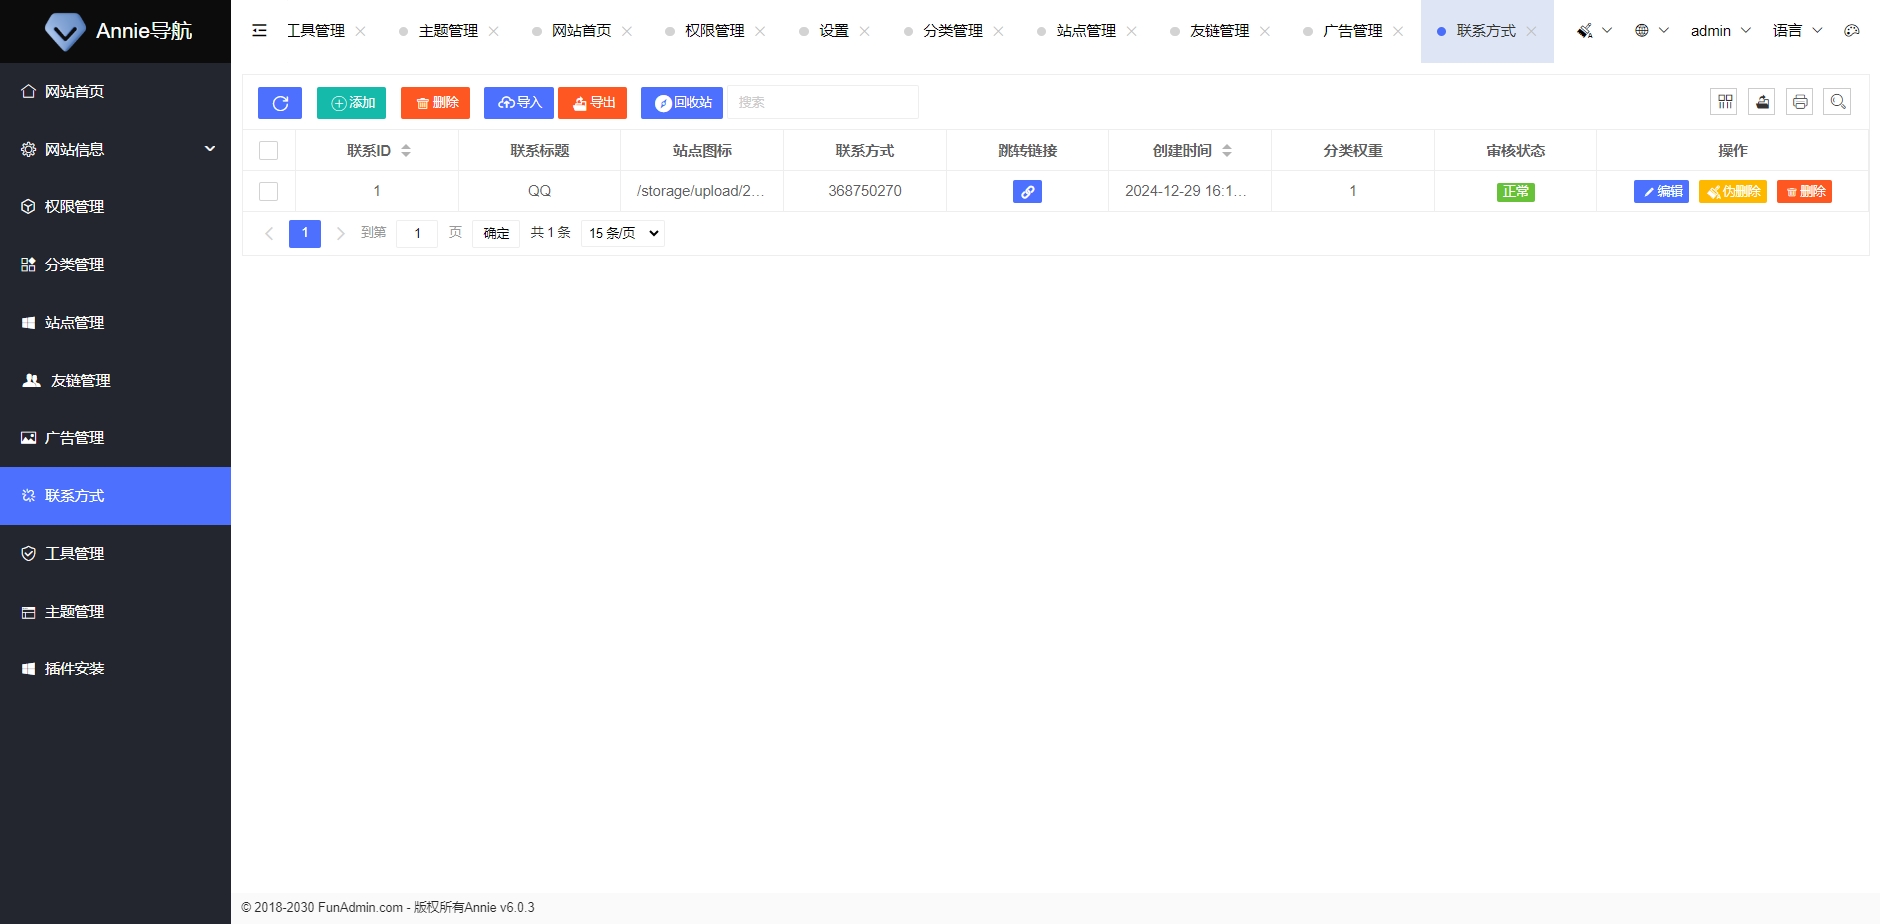 Annie导航
工具管理 主题管理 网站首页 权限管理 设置 分类管理 站点管理 友链管理 广告管理 联系方式 admin 语言
网站首页
网站信息
权限管理
分类管理
站点管理
友链管理
广告管理
联系方式
工具管理
主题管理
插件安装
添加 删除 导入 导出 回收站 搜索
联系ID 联系标题 站点图标 联系方式 跳转链接 创建时间 分类权重 审核状态 操作
1 QQ /storage/upload/2... 368750270 2024-12-29 16:1... 1 正常 编辑 伪删除 删除
1 到第 1 页 确定 共 1 条 15 条/页
© 2018-2030 FunAdmin.com - 版权所有Annie v6.0.3